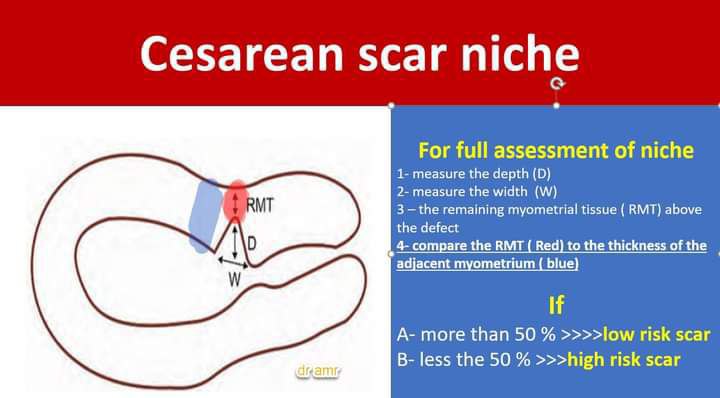 Cesarean scar niche
RMT
D
W
dr.amr
For full assessment of niche
1- measure the depth (D)
2- measure the width  (W)
3 – the remaining myometrial tissue ( RMT) above
the defect
4- compare the RMT ( Red) to the thickness of the
adjacent myometrium ( blue)
If
A- more than 50 % >>>>low risk scar
B- less the 50 % >>>high risk scar